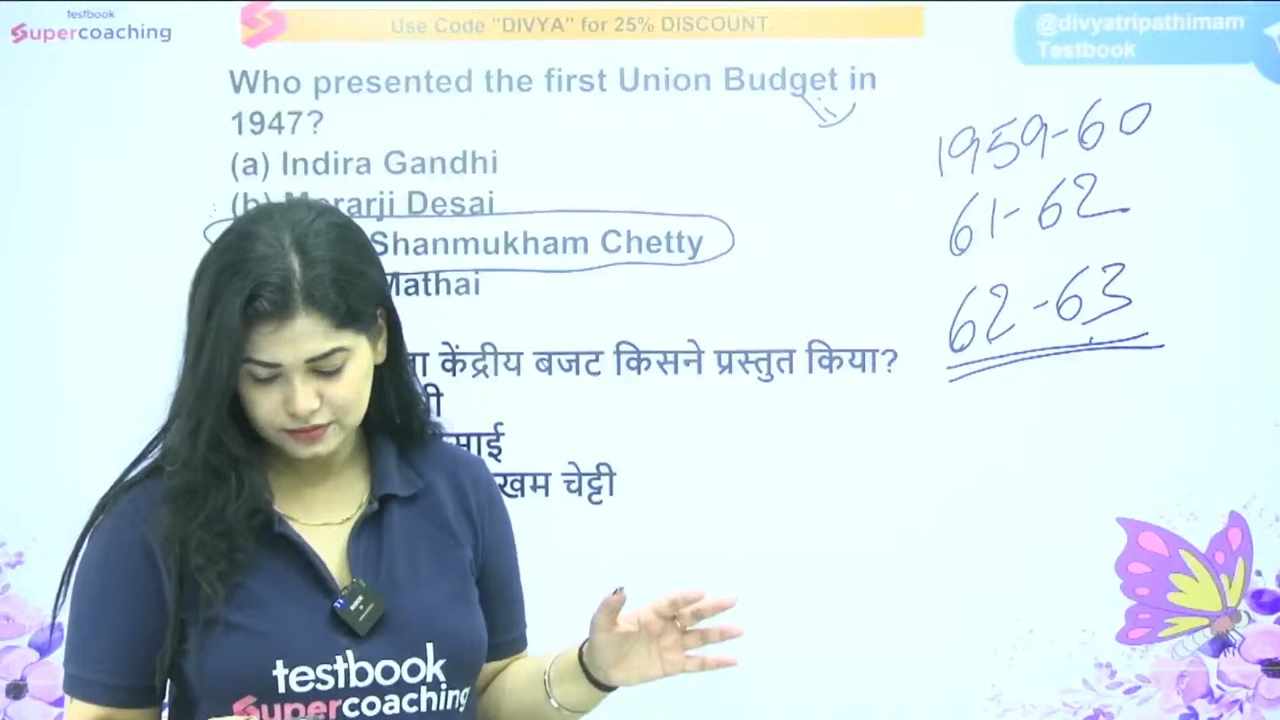 testbook
Supercoaching
Use Code "DIVYA" for 25% DISCOUNT.
@divyatripathimam
Testbook
Who presented the first Union Budget in
1947?
(a) Indira Gandhi
(b) Morarji Desai
Shanmukham Chetty
Mathai
केंद्रीय बजट किसने प्रस्तुत किया?
चेट्टी
1959-60
61-62
62-63
testbook
Supercoaching